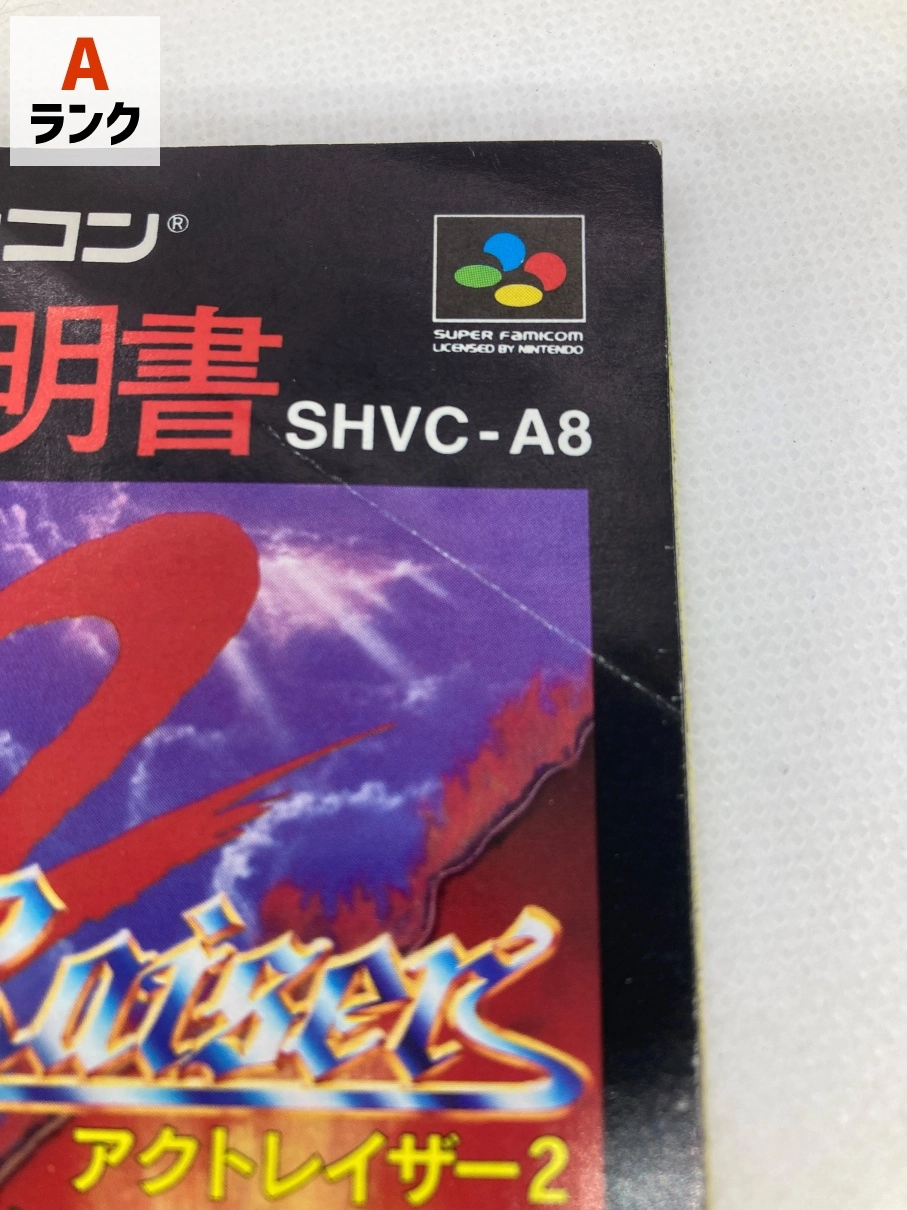 A
ランク
コン®
明書
SUPER FAMICOM
LICENSED BY NINTENDO
SHVC-A8
2
Raiser
アクトレイザー2